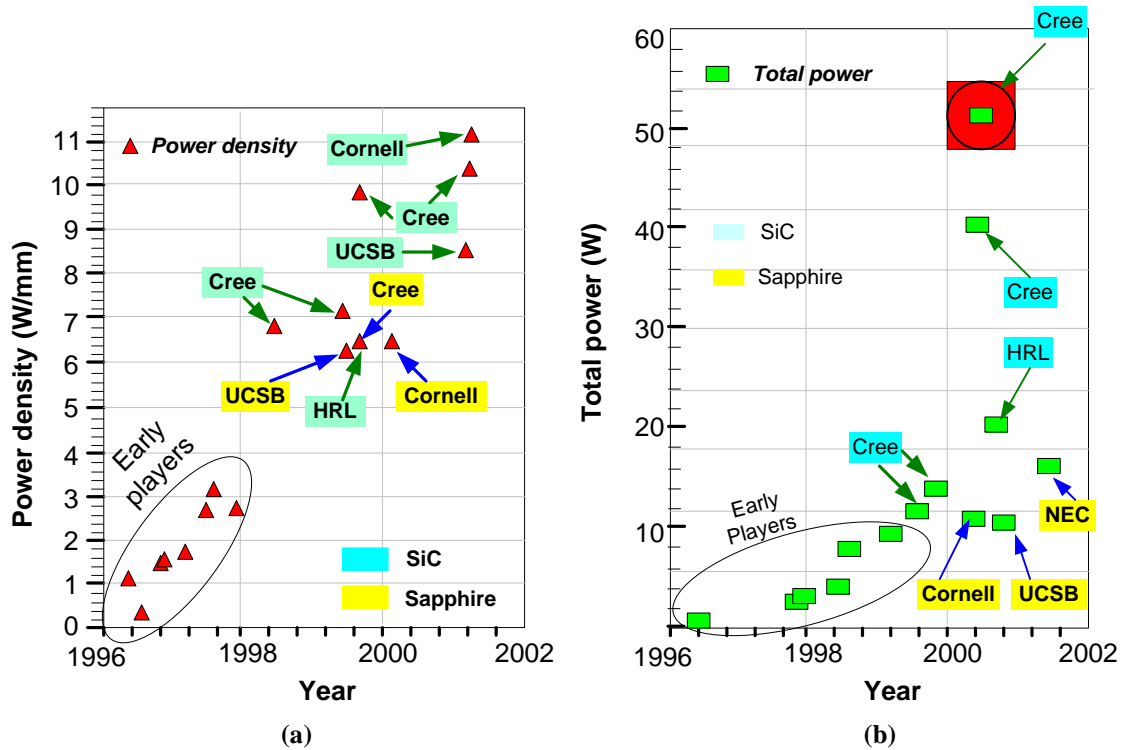 Power density
Cornell
Cree
UCSB
Cree
Cree
UCSB
HRL
Cornell
Early
players
SiC
Sapphire
Power density (W/mm)
11
10
9
8
7
6
5
4
3
2
1
0
1996
1998
2000
2002
Year
(a)
Cree
Total power
SiC
Sapphire
Cree
HRL
Cree
NEC
Early
Players
Cornell
UCSB
Total power (W)
60
50
40
30
20
10
0
1996
1998
2000
2002
Year
(b)